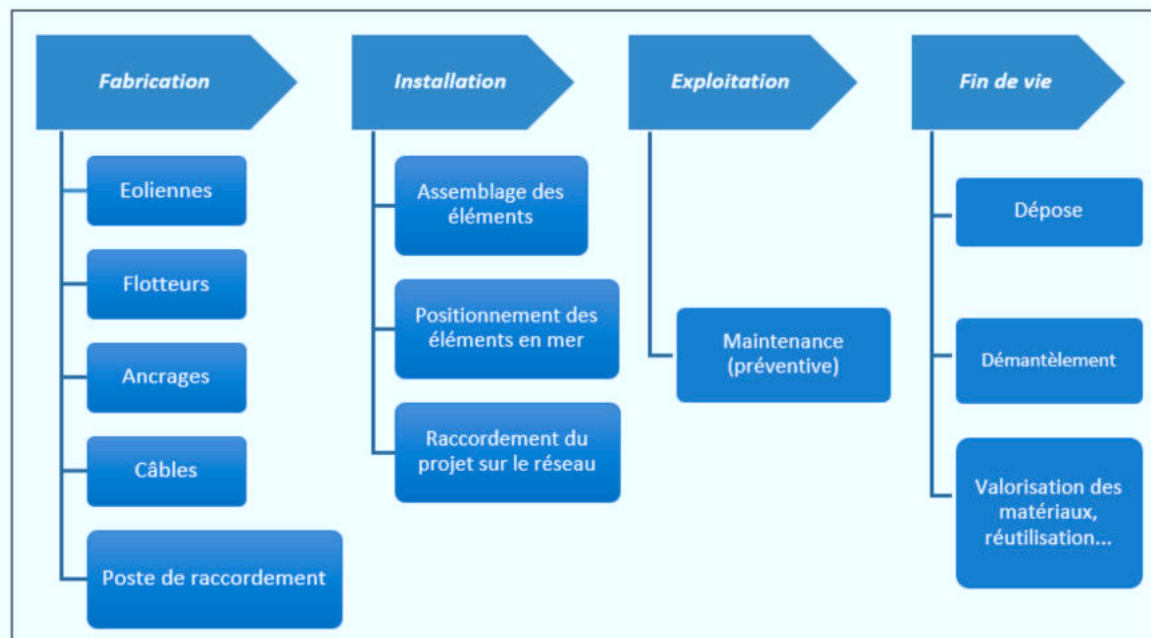 Fabrication
Eoliennes
Flotteurs
Ancrages
Câbles
Poste de raccordement
Installation
Assemblage des
éléments
Positionnement des
éléments en mer
Raccordement du
projet sur le réseau
Exploitation
Maintenance
(préventive)
Fin de vie
Dépose
Démantèlement
Valorisation des
matériaux,
réutilisation...